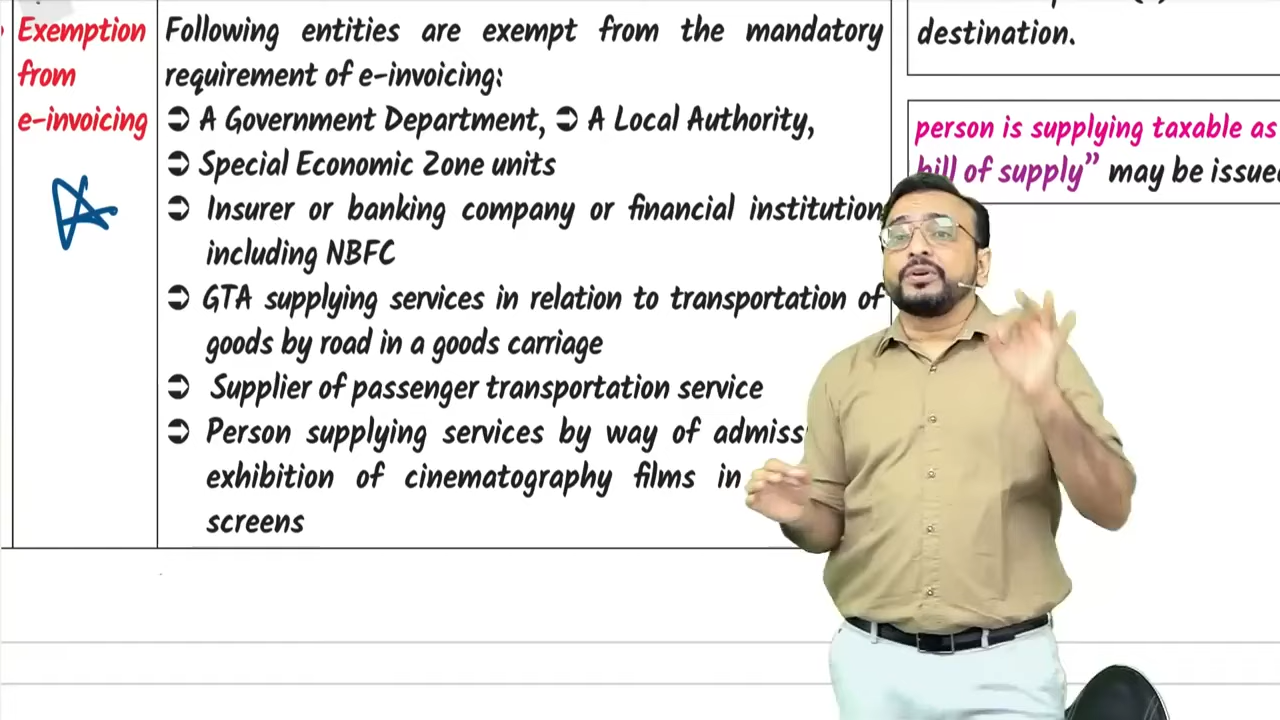 Exemption
from
e-invoicing
Following entities are exempt from the mandatory
requirement of e-invoicing:
➲ A Government Department, ➲ A Local Authority,
➲ Special Economic Zone units
➲ Insurer or banking company or financial institution
including NBFC
➲ GTA supplying services in relation to transportation of
goods by road in a goods carriage
➲ Supplier of passenger transportation service
➲ Person supplying services by way of
exhibition of cinematography films in
screens
destination.
person is supplying taxable as
bill of supply” may be issued